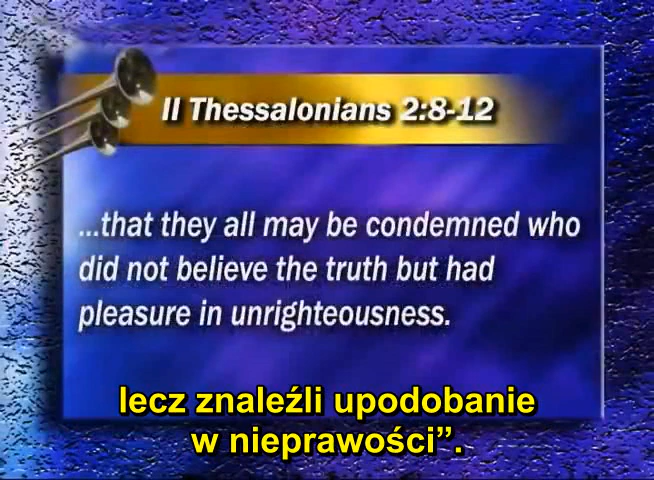 II Thessalonians 2:8-12
...that they all may be condemned who
did not believe the truth but had
pleasure in unrighteousness.
lecz znaleźli upodobanie
w nieprawości”.